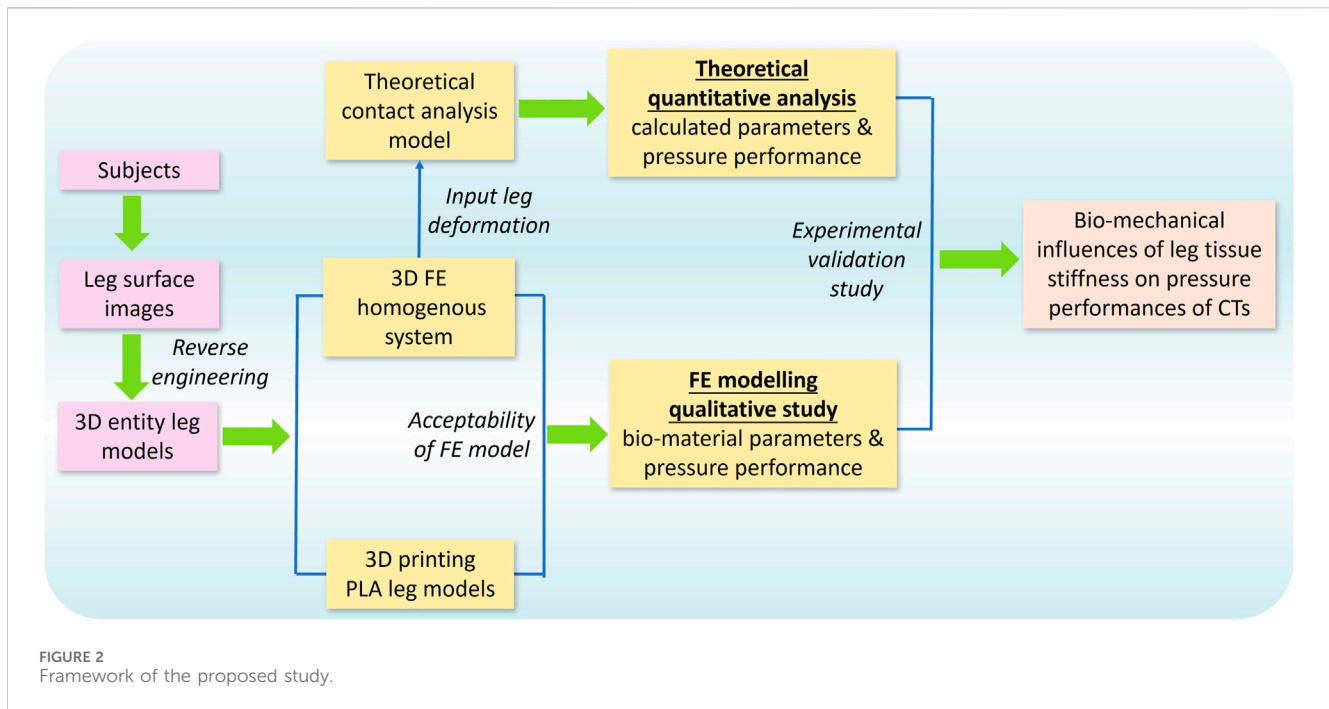 Subjects
Leg surface
images
Reverse
engineering
3D entity leg
models
Theoretical
contact analysis
model
Input leg
deformation
3D FE
homogenous
system
Acceptability
of FE model
3D printing
PLA leg models
Theoretical
quantitative analysis
calculated parameters &
pressure performance
FE modelling
qualitative study
bio-material parameters &
pressure performance
Experimental
validation
study
Bio-mechanical
influences of leg tissue
stiffness on pressure
performances of CTs
FIGURE 2
Framework of the proposed study.